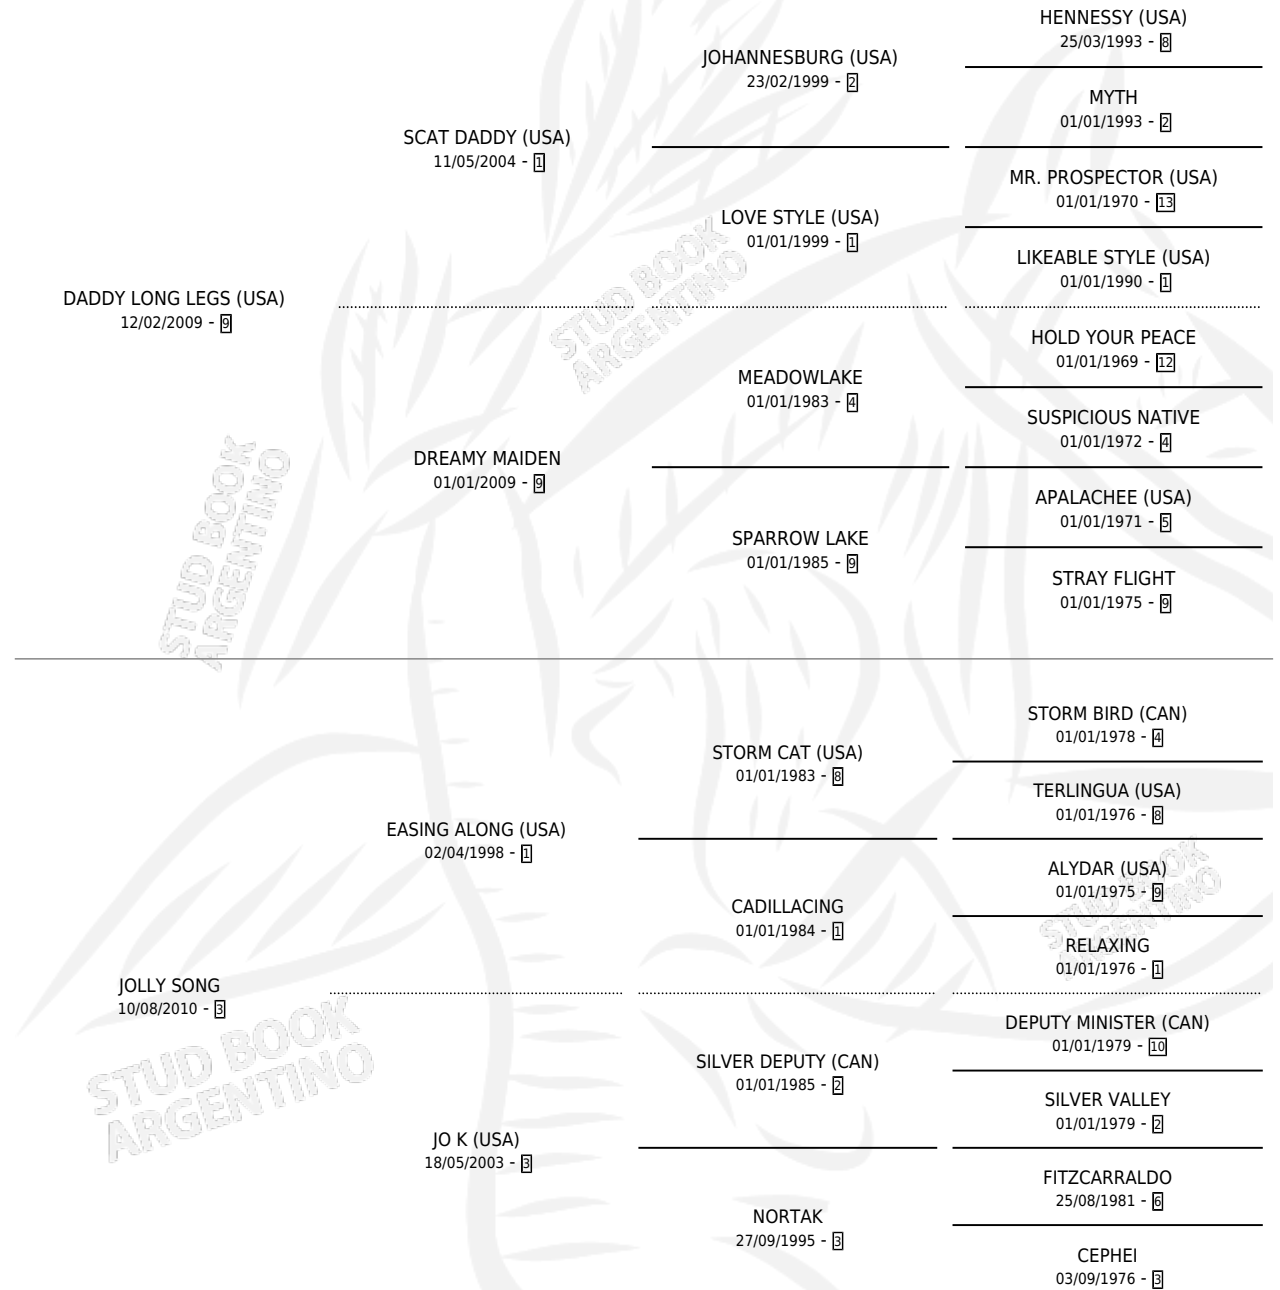 HENNESSY (USA)
25/03/1993 - 8
JOHANNESBURG (USA)
23/02/1999 - 2
MYTH
01/01/1993 - 2
SCAT DADDY (USA)
11/05/2004 - 1
MR. PROSPECTOR (USA)
01/01/1970 - 13
LOVE STYLE (USA)
01/01/1999 - 1
LIKEABLE STYLE (USA)
01/01/1990 - 1
DADDY LONG LEGS (USA)
12/02/2009 - 9
HOLD YOUR PEACE
01/01/1969 - 12
MEADOWLAKE
01/01/1983 - 4
SUSPICIOUS NATIVE
01/01/1972 - 4
DREAMY MAIDEN
01/01/2009 - 9
APALACHEE (USA)
01/01/1971 - 5
SPARROW LAKE
01/01/1985 - 9
STRAY FLIGHT
01/01/1975 - 9
STORM BIRD (CAN)
01/01/1978 - 4
STORM CAT (USA)
01/01/1983 - 8
TERLINGUA (USA)
01/01/1976 - 8
EASING ALONG (USA)
02/04/1998 - 1
ALYDAR (USA)
01/01/1975 - 9
CADILLACING
01/01/1984 - 1
RELAXING
01/01/1976 - 1
JOLLY SONG
10/08/2010 - 3
DEPUTY MINISTER (CAN)
01/01/1979 - 10
SILVER DEPUTY (CAN)
01/01/1985 - 2
SILVER VALLEY
01/01/1979 - 2
JO K (USA)
18/05/2003 - 3
FITZCARRALDO
25/08/1981 - 6
NORTAK
27/09/1995 - 3
CEPHEI
03/09/1976 - 3
STUD BOOK
ARGENTINO
STUD BOOK
ARGENTINO
STUD BOOK
ARGENTINO
STUD BOOK
ARGENTINO